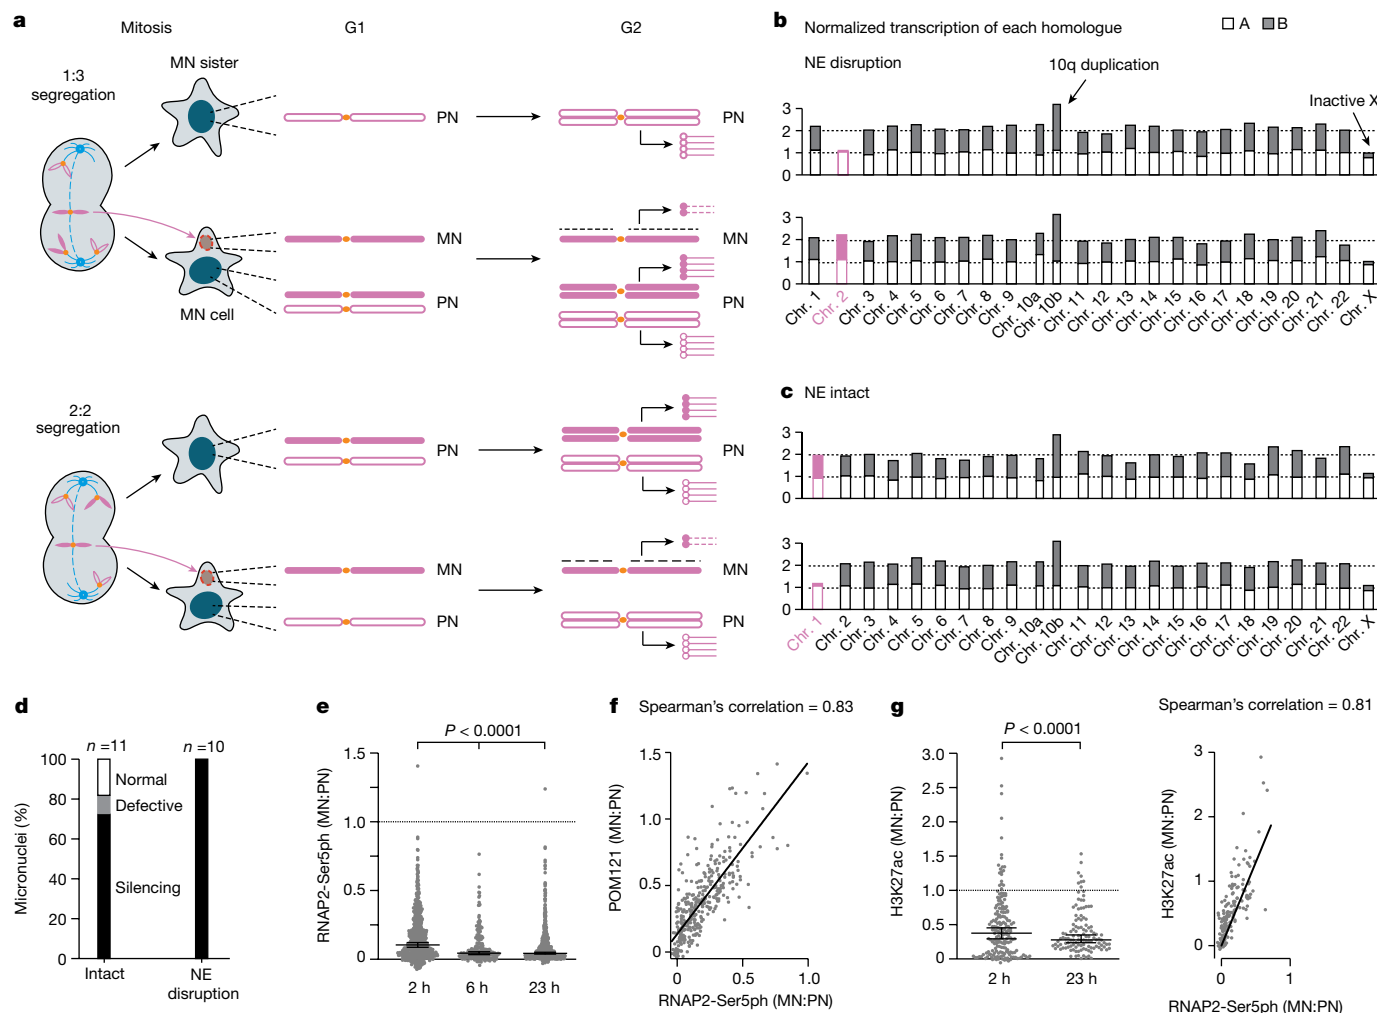 a
Mitosis
G1
G2
1:3
segregation
MN sister
PN
PN
MN
MN
PN
PN
MN cell
2:2
segregation
PN
PN
MN
MN
PN
PN
b
Normalized transcription of each homologue
A
B
NE disruption
10q duplication
Inactive X
3
2
1
0
3
2
1
0
Chr. 1
Chr. 2
Chr. 3
Chr. 4
Chr. 5
Chr. 6
Chr. 7
Chr. 8
Chr. 9
Chr. 10a
Chr. 10b
Chr. 11
Chr. 12
Chr. 13
Chr. 14
Chr. 15
Chr. 16
Chr. 17
Chr. 18
Chr. 19
Chr. 20
Chr. 21
Chr. 22
Chr. X
c
NE intact
3
2
1
0
3
2
1
0
Chr. 1
Chr. 2
Chr. 3
Chr. 4
Chr. 5
Chr. 6
Chr. 7
Chr. 8
Chr. 9
Chr. 10a
Chr. 10b
Chr. 11
Chr. 12
Chr. 13
Chr. 14
Chr. 15
Chr. 16
Chr. 17
Chr. 18
Chr. 19
Chr. 20
Chr. 21
Chr. 22
Chr. X
d
n =11
n =10
100
80
60
40
20
0
Micronuclei (%)
Normal
Defective
Silencing
Intact
NE
disruption
e
P < 0.0001
1.5
1.0
0.5
0
RNAP2-Ser5ph (MN:PN)
2 h
6 h
23 h
f
Spearman's correlation = 0.83
1.5
1.0
0.5
0
POM121 (MN:PN)
0
0.5
1.0
RNAP2-Ser5ph (MN:PN)
g
P < 0.0001
3.0
2.5
2.0
1.5
1.0
0.5
0
H3K27ac (MN:PN)
2 h
23 h
Spearman's correlation = 0.81
3
2
1
0
H3K27ac (MN:PN)
0
1
RNAP2-Ser5ph (MN:PN)